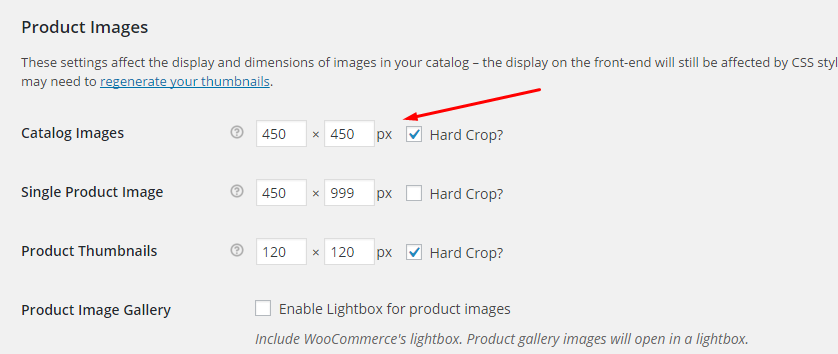 Product Images
These settings affect the display and dimensions of images in your catalog – the display on the front-end will still be affected by CSS
may need to regenerate your thumbnails.
Catalog Images ? 450 × 450 px Hard Crop?
Single Product Image ? 450 × 999 px Hard Crop?
Product Thumbnails ? 120 × 120 px Hard Crop?
Product Image Gallery Enable Lightbox for product images
Include WooCommerce's lightbox. Product gallery images will open in a lightbox.